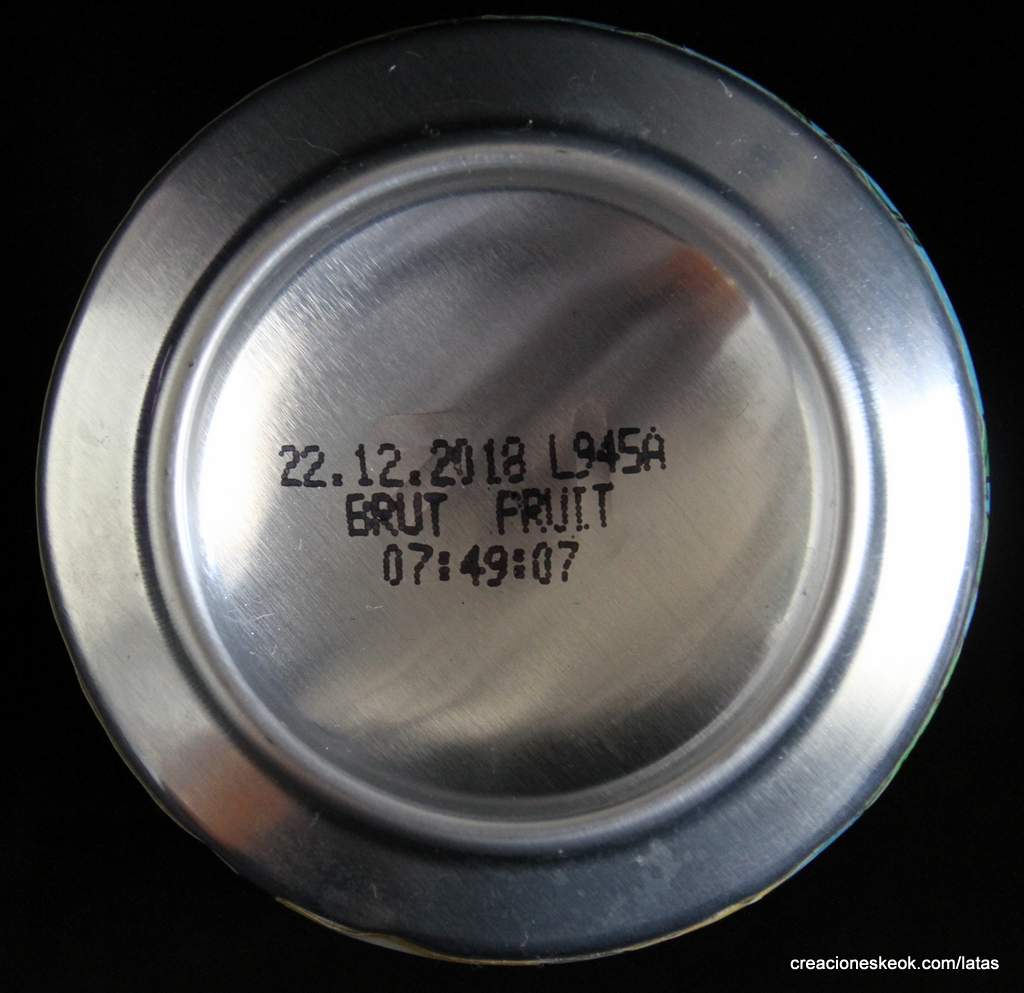 22.12.2018 L945A
BRUT FRUIT
07:49:07
creacioneskeok.com/latas